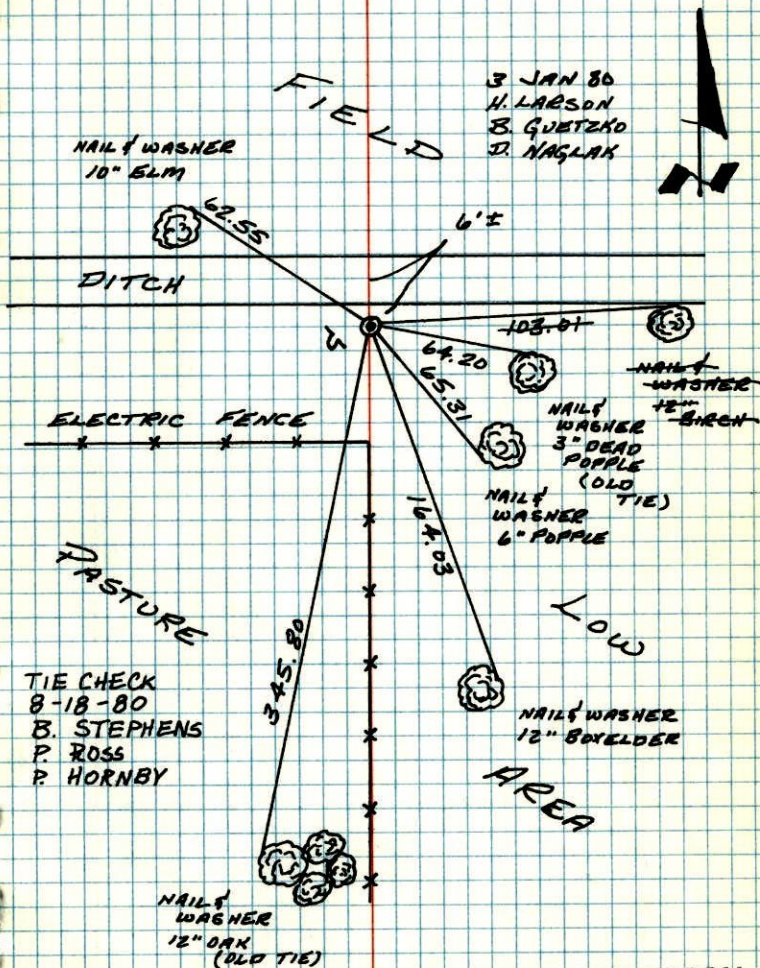 FIELD
3 JAN 80
H. LARSON
B. GUETZKO
D. NAGLAK
NAIL & WASHER
10" ELM
62.55
6'±
DITCH
103.01
64.20
65.31
NAIL &
WASHER
12"
BIRCH
ELECTRIC FENCE
NAIL &
WASHER
3" DEAD
POPPLE
(OLD
TIE)
NAIL &
WASHER
6" POPPLE
164.03
PASTURE
LOW
345.80
TIE CHECK
8-18-80
B. STEPHENS
P. ROSS
P. HORNBY
NAIL & WASHER
12" BOXELDER
AREA
NAIL &
WASHER
12" OAK
(OLD TIE)